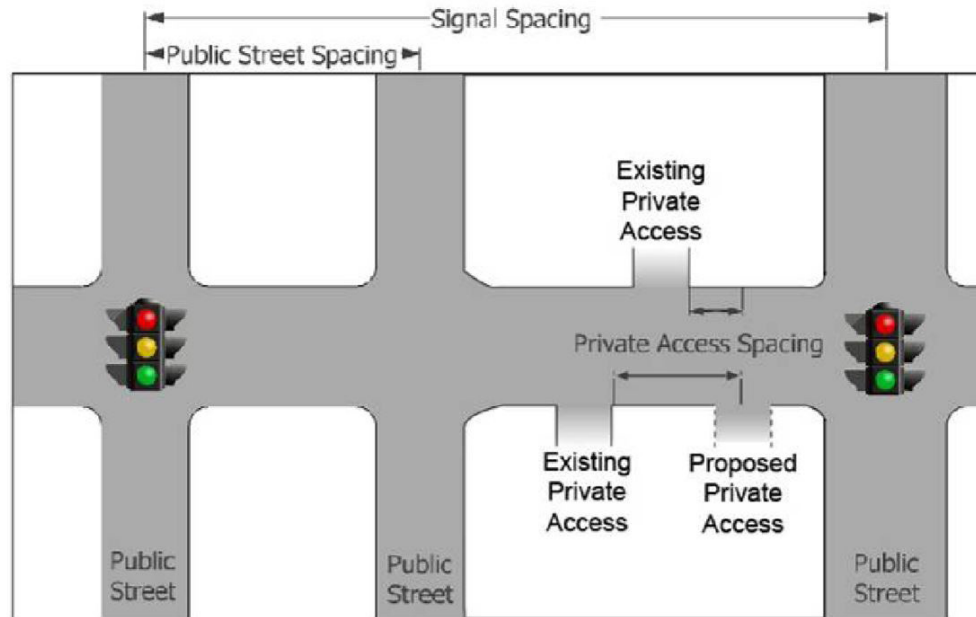 Signal Spacing
Public Street Spacing
Existing
Private
Access
Private Access Spacing
Existing
Private
Access
Proposed
Private
Access
Public
Street
Public
Street
Public
Street